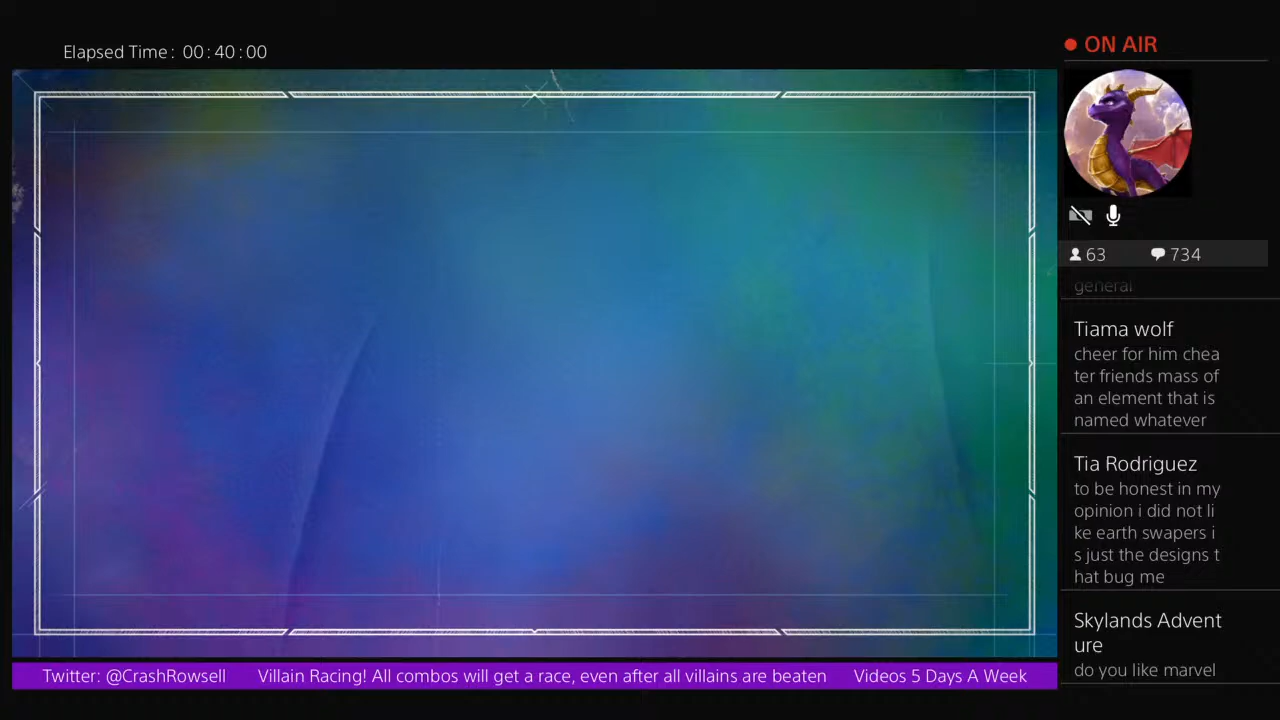 Elapsed Time: 00:40:00
ON AIR
63 734
general
Tiama wolf
cheer for him chea
ter friends mass of
an element that is
named whatever
Tia Rodriguez
to be honest in my
opinion i did not li
ke earth swapers i
s just the designs t
hat bug me
Skylands Advent
ure
do you like marvel
Twitter: @CrashRowsell Villain Racing! All combos will get a race, even after all villains are beaten Videos 5 Days A Week